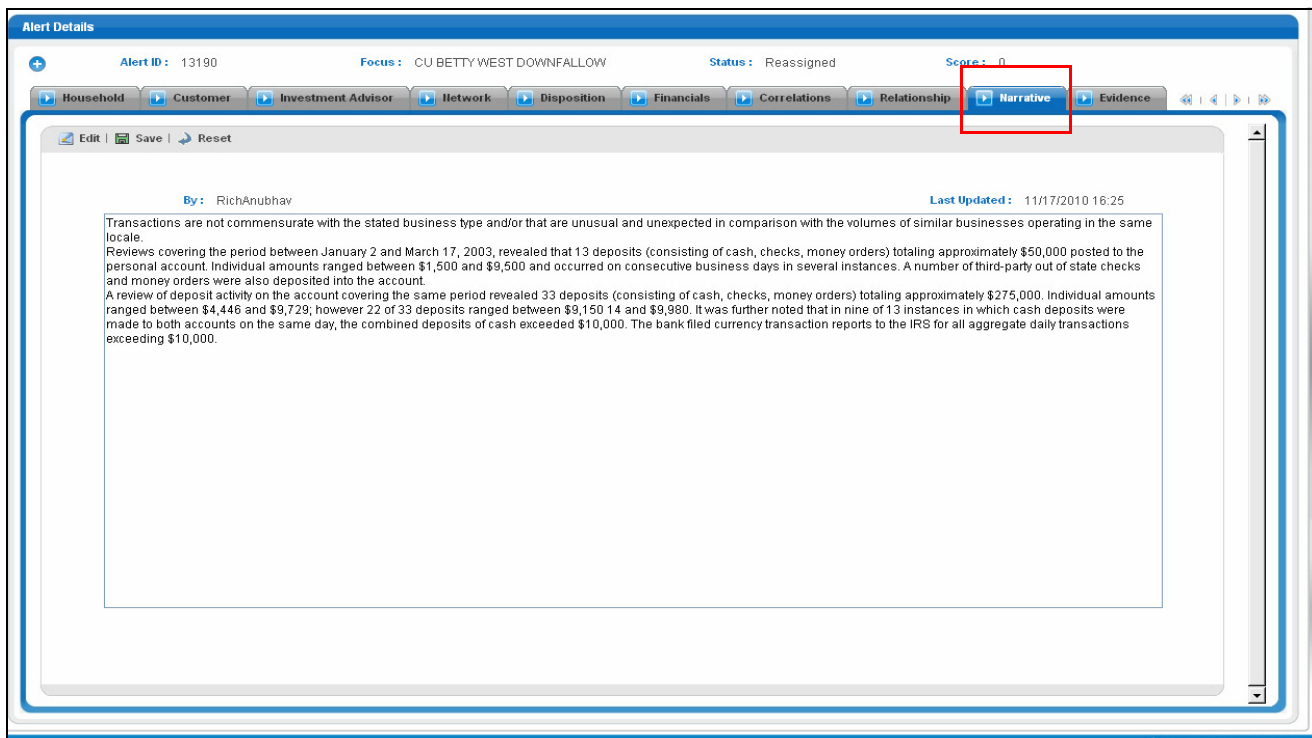 Alert Details
Alert ID : 13190 Focus : CU BETTY WEST DOWNFALLOW Status : Reassigned Score : 0
Household Customer Investment Advisor Network Disposition Financials Correlations Relationship Narrative Evidence
Edit | Save | Reset
By : RichAnubhav Last Updated : 11/17/2010 16:25
Transactions are not commensurate with the stated business type and/or that are unusual and unexpected in comparison with the volumes of similar businesses operating in the same
locale.
Reviews covering the period between January 2 and March 17, 2003, revealed that 13 deposits (consisting of cash, checks, money orders) totaling approximately $50,000 posted to the
personal account. Individual amounts ranged between $1,500 and $9,500 and occurred on consecutive business days in several instances. A number of third-party out of state checks
and money orders were also deposited into the account.
A review of deposit activity on the account covering the same period revealed 33 deposits (consisting of cash, checks, money orders) totaling approximately $275,000. Individual amounts
ranged between $4,446 and $9,729; however 22 of 33 deposits ranged between $9,150 14 and $9,980. It was further noted that in nine of 13 instances in which cash deposits were
made to both accounts on the same day, the combined deposits of cash exceeded $10,000. The bank filed currency transaction reports to the IRS for all aggregate daily transactions
exceeding $10,000.